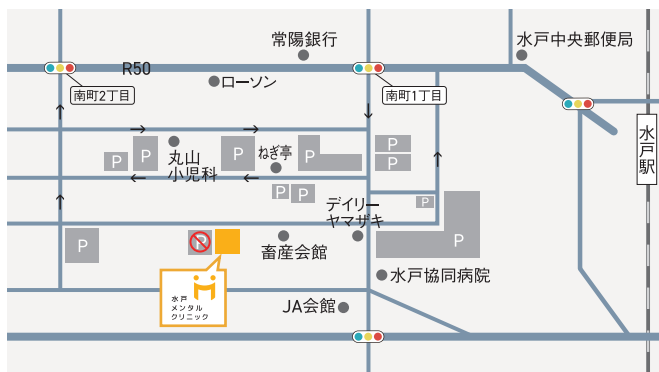 常陽銀行
水戸中央郵便局
R50
ローソン
南町2丁目
南町1丁目
水戸駅
丸山
小児科
ねぎ亭
P
P
P
P
P
P
P
P
P
デイリー
ヤマザキ
P
P
P
P
畜産会館
水戸協同病院
水戸
メンタル
クリニック
JA会館